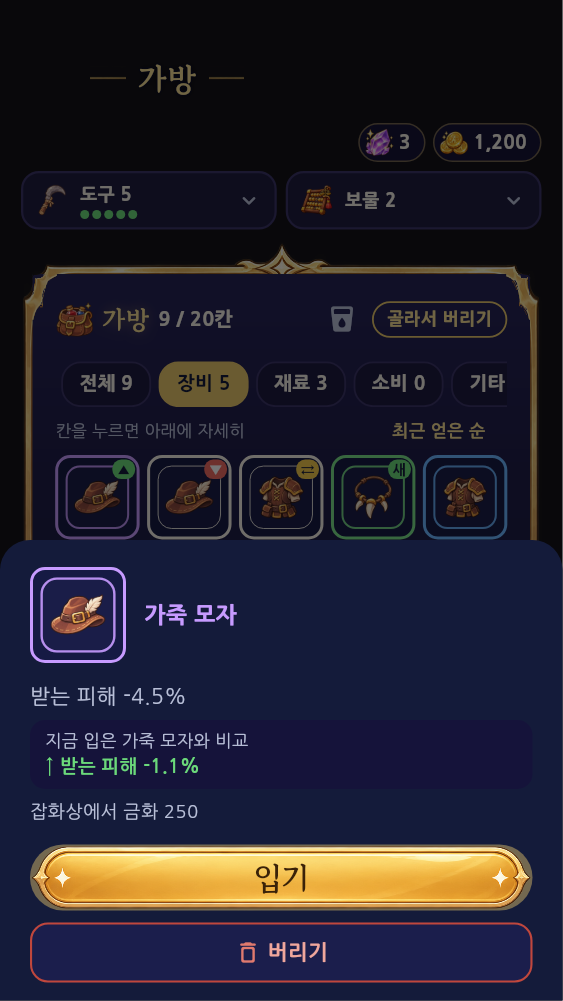 가방
3
1,200
도구 5
보물 2
가방 9 / 20칸
골라서 버리기
전체 9
장비 5
재료 3
소비 0
기타
칸을 누르면 아래에 자세히
최근 얻은 순
새
가죽 모자
받는 피해 -4.5%
지금 입은 가죽 모자와 비교
↑ 받는 피해 -1.1%
잡화상에서 금화 250
입기
버리기